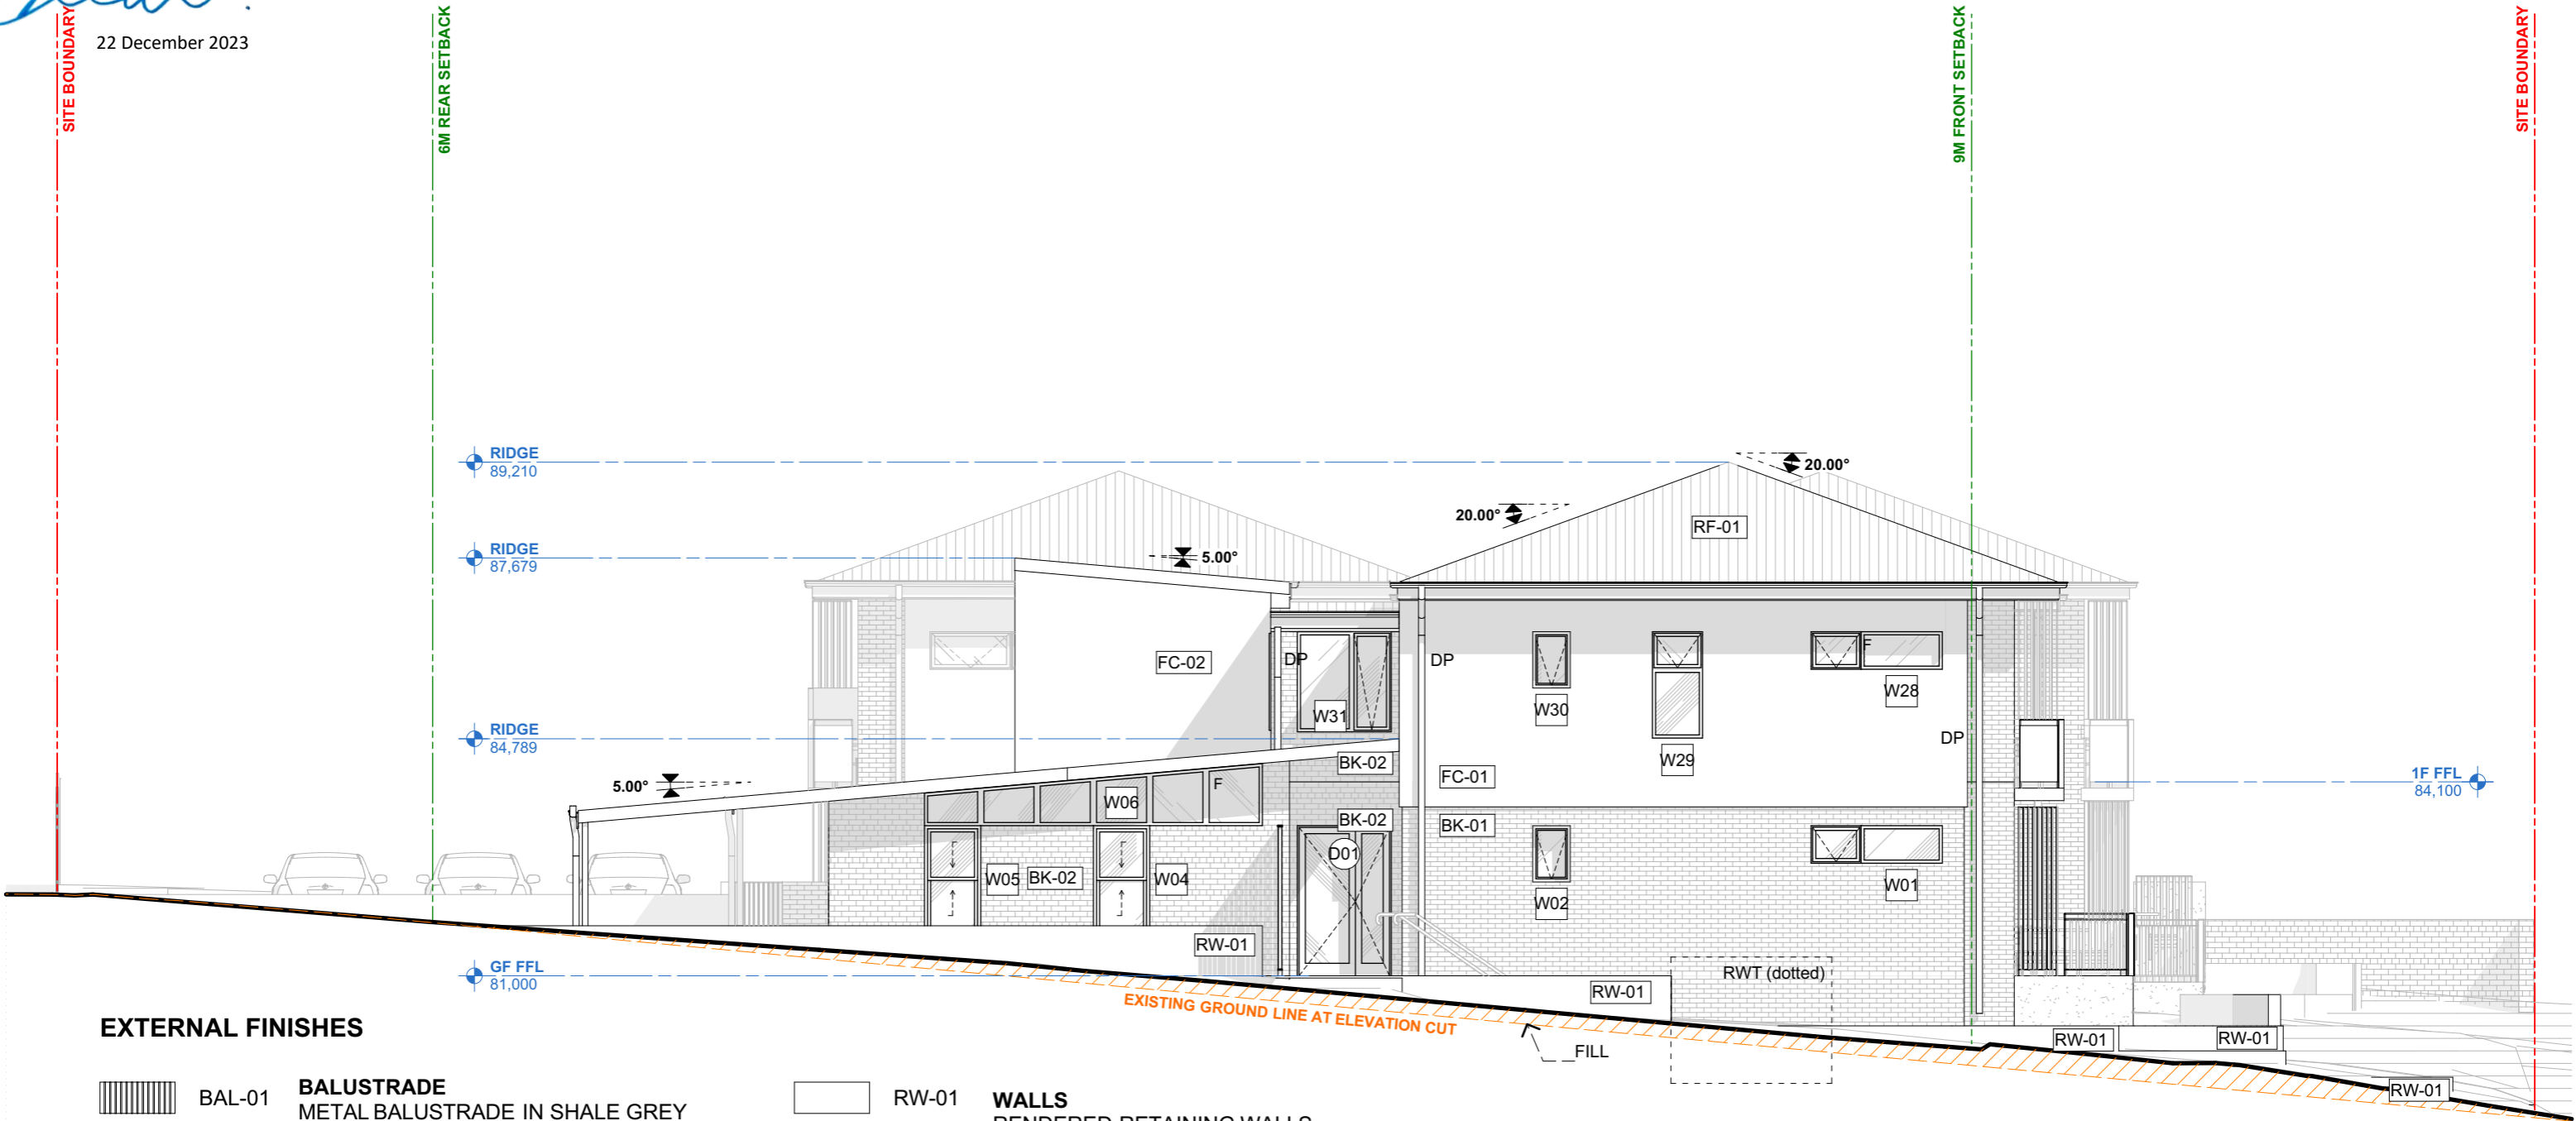 22 December 2023
SITE BOUNDARY
6M REAR SETBACK
9M FRONT SETBACK
SITE BOUNDARY
RIDGE
89,210
20.00°
20.00°
RF-01
RIDGE
87,679
5.00°
FC-02
DP
DP
F
W31
W30
W28
RIDGE
84,789
DP
BK-02
W29
FC-01
1F FFL
84,100
5.00°
F
W06
BK-02
BK-01
D01
W05
BK-02
W04
W01
W02
RW-01
GF FFL
81,000
RWT (dotted)
RW-01
EXISTING GROUND LINE AT ELEVATION CUT
FILL
RW-01
RW-01
RW-01
EXTERNAL FINISHES
BAL-01
BALUSTRADE
METAL BALUSTRADE IN SHALE GREY
RW-01
WALLS
RENDERED RETAINING WALLS